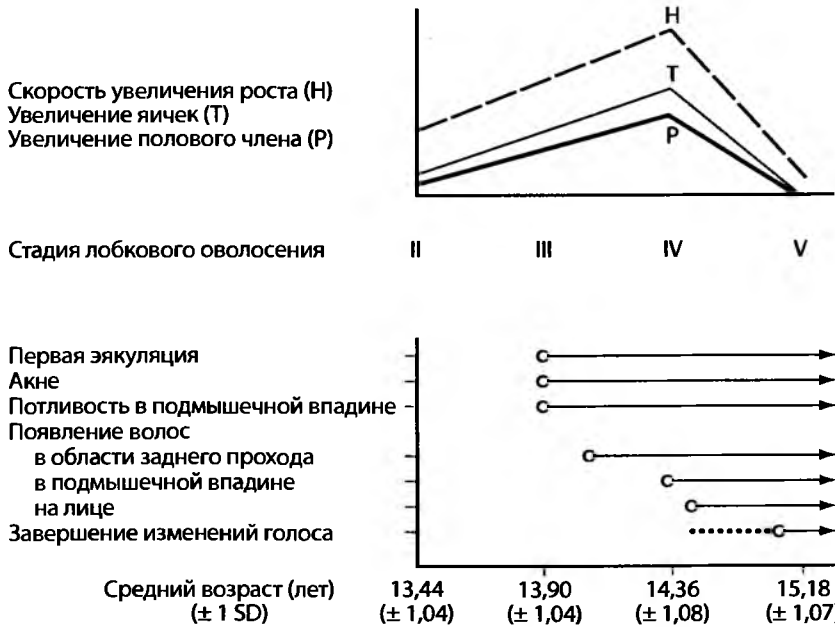 H
Скорость увеличения роста (H)
Увеличение яичек (T)
T
Увеличение полового члена (P)
P
Стадия лобкового оволосения II III IV V
Первая эякуляция
Акне
Потливость в подмышечной впадине
Появление волос
в области заднего прохода
в подмышечной впадине
на лице
Завершение изменений голоса
Средний возраст (лет) 13,44 13,90 14,36 15,18
(± 1 SD) (± 1,04) (± 1,04) (± 1,08) (± 1,07)